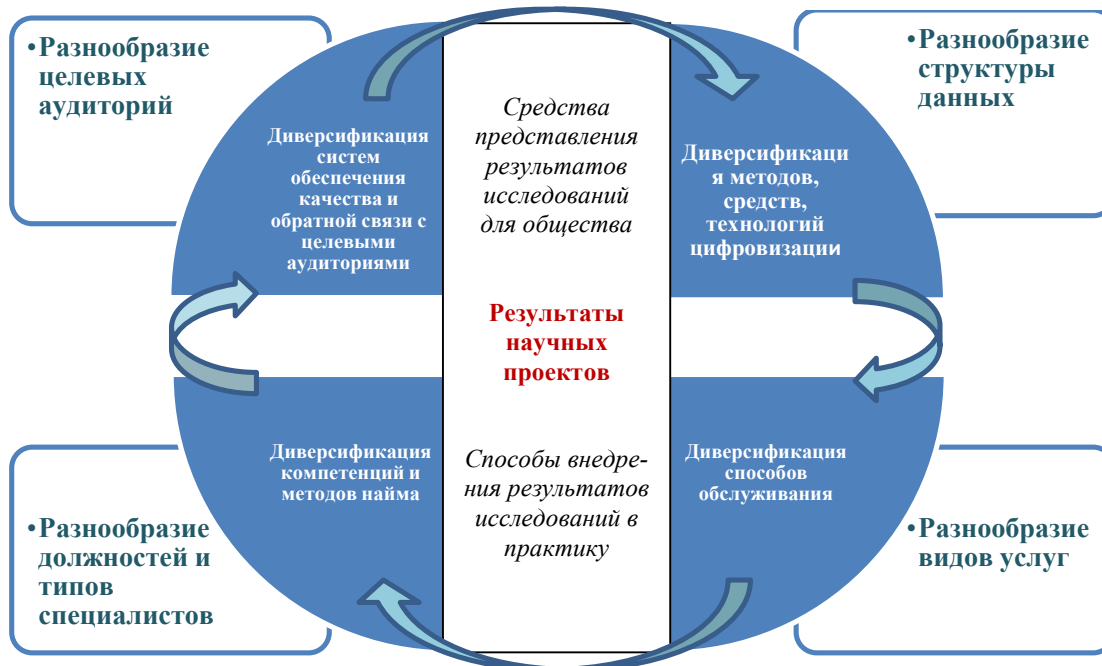 •Разнообразие
целевых
аудиторий
Диверсификация
систем
обеспечения
качества и
обратной связи с
целевыми
аудиториями
Средства
представления
результатов
исследований
для общества
Диверсификаци
я методов,
средств,
технологий
цифровизации
•Разнообразие
структуры
данных
Результаты
научных
проектов
•Разнообразие
должностей и
типов
специалистов
Диверсификация
компетенций и
методов найма
Способы внедре-
ния результатов
исследований в
практику
Диверсификация
способов
обслуживания
•Разнообразие
видов услуг